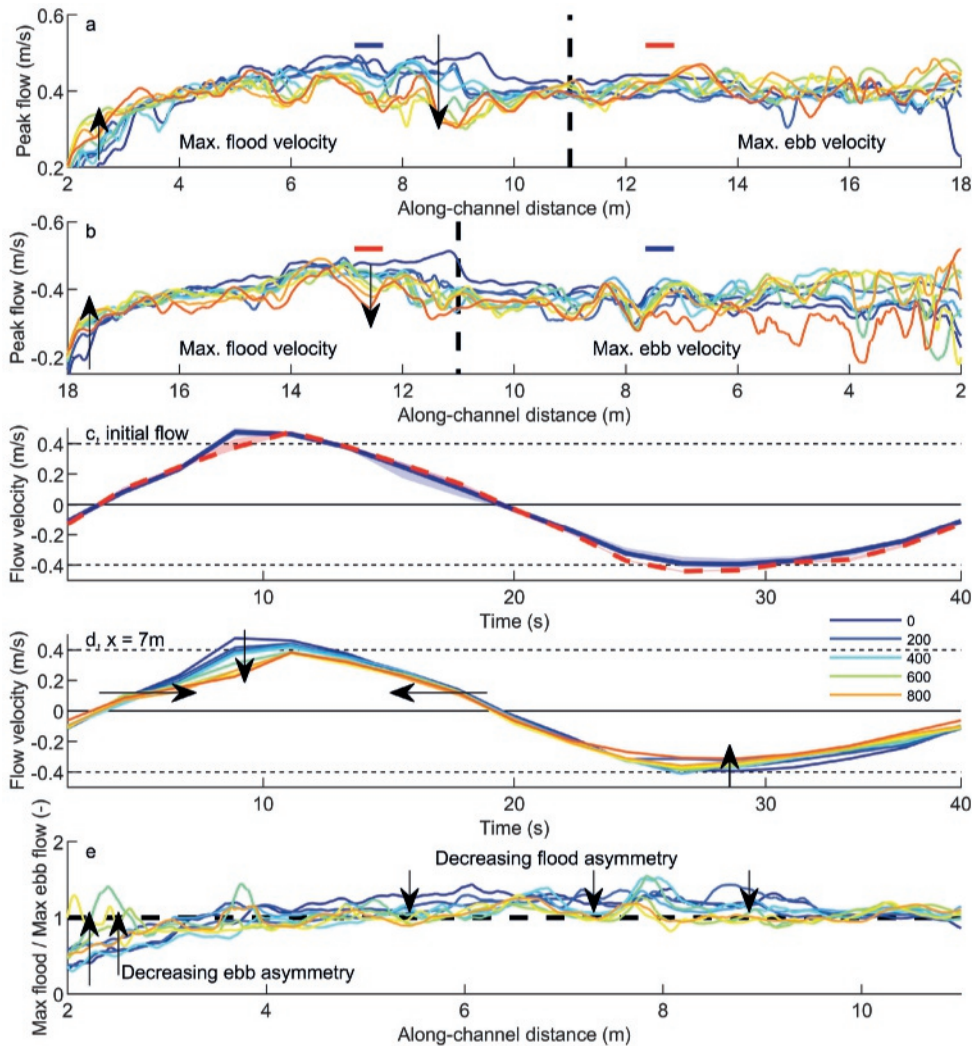 a
Peak flow (m/s)
0.6
0.4
0.2
Max. flood velocity
Max. ebb velocity
2 4 6 8 10 12 14 16 18
Along-channel distance (m)
b
Peak flow (m/s)
-0.6
-0.4
-0.2
Max. flood velocity
Max. ebb velocity
18 16 14 12 10 8 6 4 2
Along-channel distance (m)
c, initial flow
Flow velocity (m/s)
0.4
0.2
0
-0.2
-0.4
10 20 30 40
Time (s)
d, x = 7m
Flow velocity (m/s)
0.4
0.2
0
-0.2
-0.4
0
200
400
600
800
10 20 30 40
Time (s)
e
Max flood / Max ebb flow (-)
2
1
0
Decreasing flood asymmetry
Decreasing ebb asymmetry
2 4 6 8 10
Along-channel distance (m)